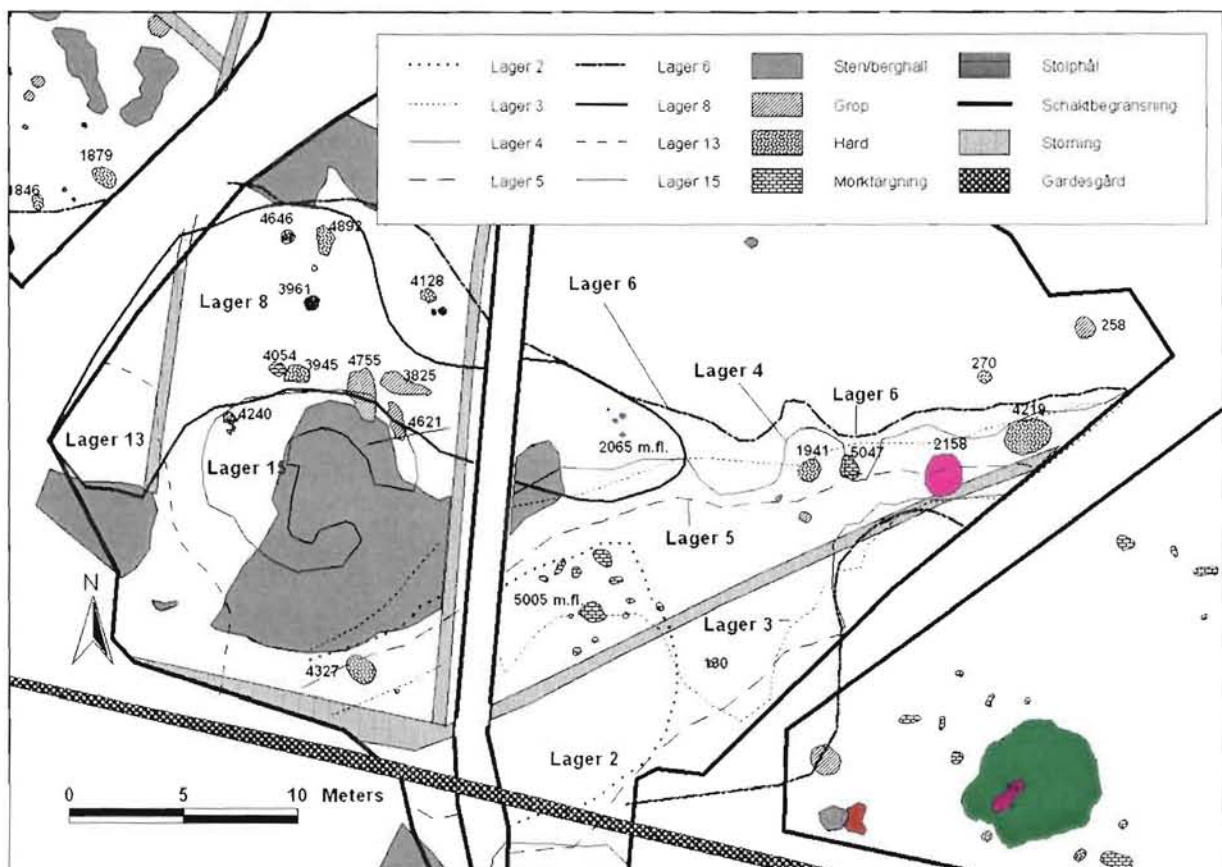 Lager 2
Lager 6
Sten/berghall
Stolphål
Lager 3
Lager 8
Grop
Schaktbegränsning
Lager 4
Lager 13
Härd
Störning
Lager 5
Lager 15
Mörkfärgning
Gärdesgård
1879
1846
4646
4892
3961
Lager 8
4128
Lager 6
258
4054
3945
4755
3825
Lager 4
270
4240
4621
Lager 6
4219
Lager 13
2065 m.fl.
1941
5047
2158
Lager 15
Lager 5
N
5005 m.fl.
Lager 3
180
4327
Lager 2
0 5 10 Meters